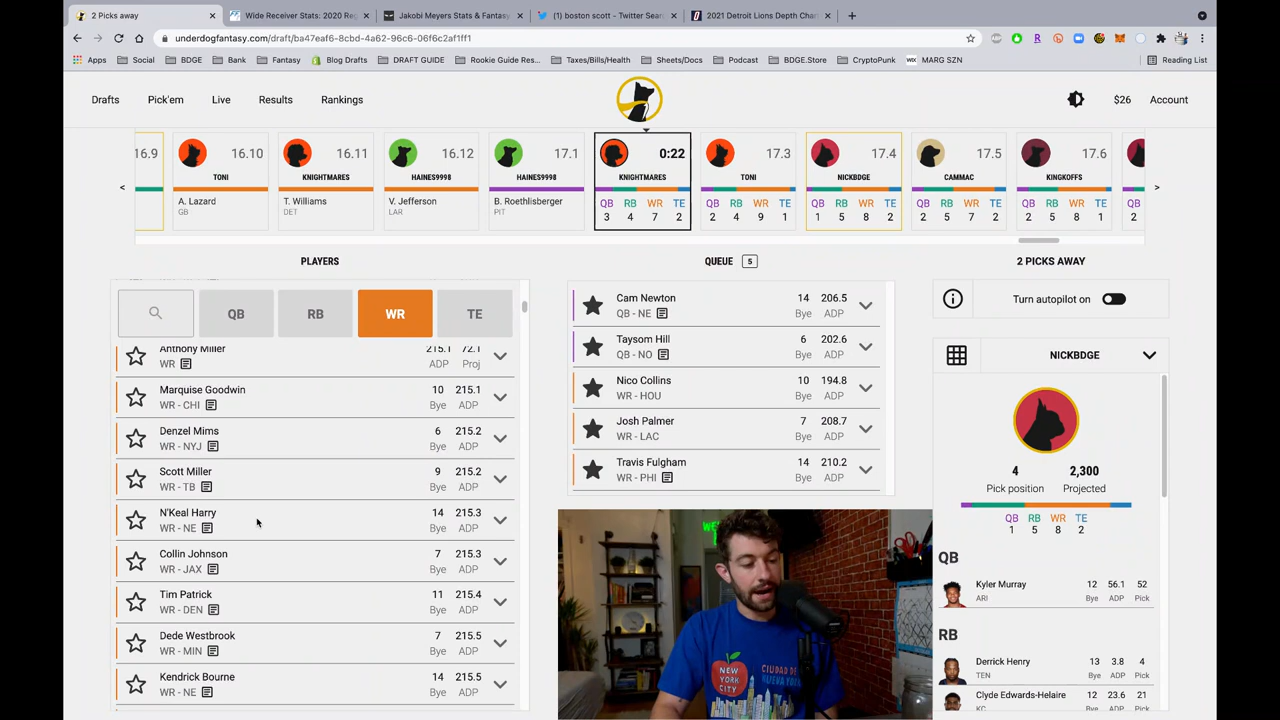 2 Picks away
Wide Receiver Stats: 2020 Reg
Jakobi Meyers Stats & Fantasy
(1) boston scott - Twitter Sear
2021 Detroit Lions Depth Char
underdogfantasy.com/draft/ba47eaf6-8cbd-4a62-96c6-06f6c2af1ff1
Apps Social BDGE Bank Fantasy Blog Drafts DRAFT GUIDE Rookie Guide Res... Taxes/Bills/Health Sheets/Docs Podcast BDGE.Store CryptoPunk WIX MARG SZN Reading List
Drafts Pick'em Live Results Rankings $26 Account
16.9 16.10 16.11 16.12 17.1 0:22 17.3 17.4 17.5 17.6
TONI KNIGHTMARES HAINES9998 HAINES9998 KNIGHTMARES TONI NICKBDGE CAMMAC KINGKOFFS
A. Lazard T. Williams V. Jefferson B. Roethlisberger QB RB WR TE QB RB WR TE QB RB WR TE QB RB WR TE QB RB WR TE QB
GB DET LAR PIT 3 4 7 2 2 4 9 1 1 5 8 2 2 5 7 2 2 5 8 1 2
< >
PLAYERS
QB RB WR TE
Anthony Miller 215.1 72.1
WR ADP Proj
Marquise Goodwin 10 215.1
WR - CHI Bye ADP
Denzel Mims 6 215.2
WR - NYJ Bye ADP
Scott Miller 9 215.2
WR - TB Bye ADP
N'Keal Harry 14 215.3
WR - NE Bye ADP
Collin Johnson 7 215.3
WR - JAX Bye ADP
Tim Patrick 11 215.4
WR - DEN Bye ADP
Dede Westbrook 7 215.5
WR - MIN Bye ADP
Kendrick Bourne 14 215.5
WR - NE Bye ADP
QUEUE 5
Cam Newton 14 206.5
QB - NE Bye ADP
Taysom Hill 6 202.6
QB - NO Bye ADP
Nico Collins 10 194.8
WR - HOU Bye ADP
Josh Palmer 7 208.7
WR - LAC Bye ADP
Travis Fulgham 14 210.2
WR - PHI Bye ADP
2 PICKS AWAY
Turn autopilot on
NICKBDGE
4 2,300
Pick position Projected
QB RB WR TE
1 5 8 2
QB
Kyler Murray 12 56.1 52
ARI Bye ADP Pick
RB
Derrick Henry 13 3.8 4
TEN Bye ADP Pick
Clyde Edwards-Helaire 12 23.6 21
KC Bye ADP Pick
NEW
YORK
CITY
CIUDAD DE